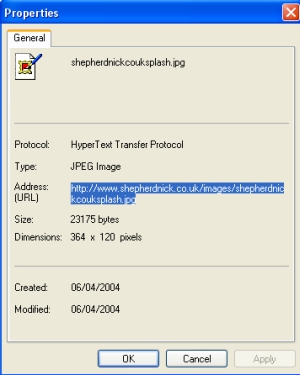 Properties
General
shepherdnickcouksplash.jpg
Protocol: HyperText Transfer Protocol
Type: JPEG Image
Address: http://www.shepherdnick.co.uk/images/shepherdnic
(URL) kcouksplash.jpg
Size: 23175 bytes
Dimensions: 364 x 120 pixels
Created: 06/04/2004
Modified: 06/04/2004
OK Cancel Apply